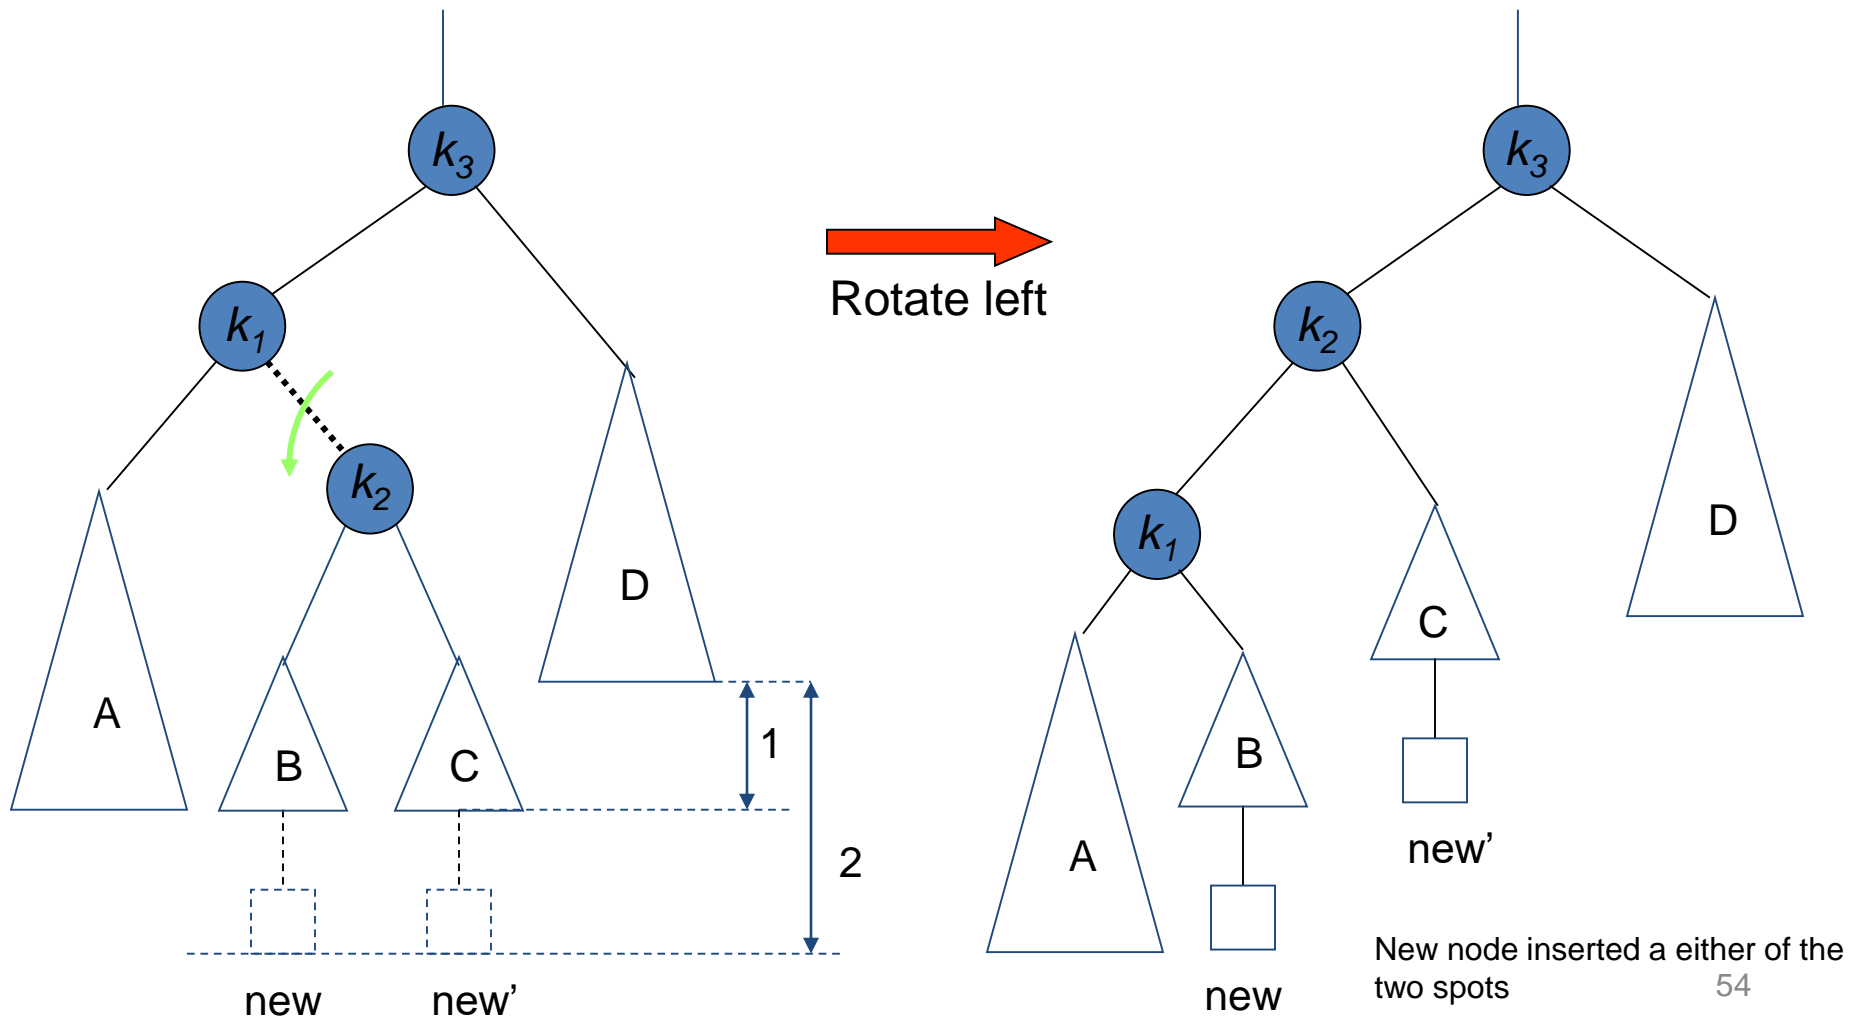 k3
k1
k2
A
B
C
D
1
2
new
new’
Rotate left
k3
k2
k1
A
B
C
D
new’
new
New node inserted a either of the
two spots
54